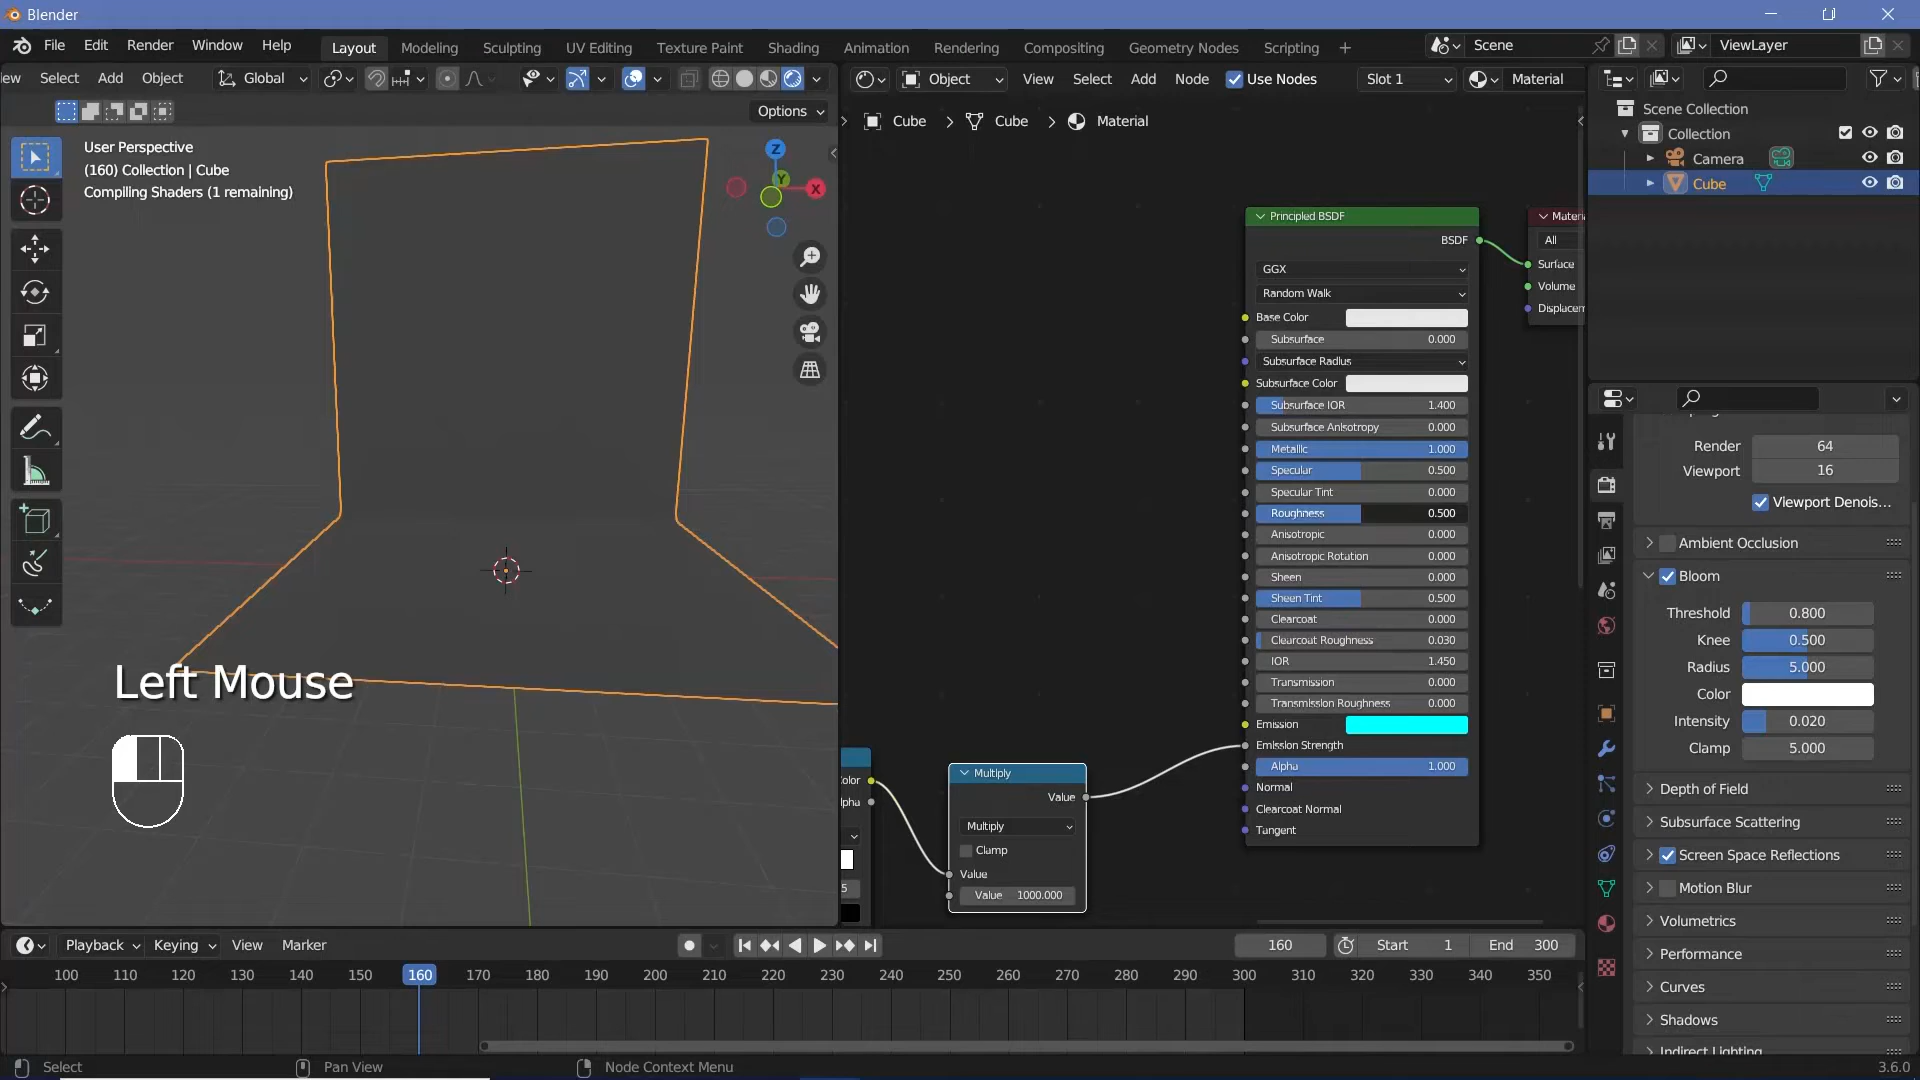 Blender
File Edit Render Window Help Layout Modeling Sculpting UV Editing Texture Paint Shading Animation Rendering Compositing Geometry Nodes Scripting + Scene ViewLayer
ew Select Add Object Global Object View Select Add Node Use Nodes Slot 1 Material
Options
User Perspective
(160) Collection | Cube
Compiling Shaders (1 remaining)
Z
Y
X
Left Mouse
Cube > Cube > Material
Principled BSDF
BSDF
GGX
Random Walk
Base Color
Subsurface 0.000
Subsurface Radius
Subsurface Color
Subsurface IOR 1.400
Subsurface Anisotropy 0.000
Metallic 1.000
Specular 0.500
Specular Tint 0.000
Roughness 0.500
Anisotropic 0.000
Anisotropic Rotation 0.000
Sheen 0.000
Sheen Tint 0.500
Clearcoat 0.000
Clearcoat Roughness 0.030
IOR 1.450
Transmission 0.000
Transmission Roughness 0.000
Emission
Emission Strength
Alpha 1.000
Normal
Clearcoat Normal
Tangent
Materi
All
Surface
Volume
Displacem
olor
lpha
5
Multiply
Value
Multiply
Clamp
Value
Value 1000.000
Scene Collection
Collection
Camera
Cube
Render 64
Viewport 16
Viewport Denois...
Ambient Occlusion
Bloom
Threshold 0.800
Knee 0.500
Radius 5.000
Color
Intensity 0.020
Clamp 5.000
Depth of Field
Subsurface Scattering
Screen Space Reflections
Motion Blur
Volumetrics
Performance
Curves
Shadows
Indirect Lighting
Playback Keying View Marker 160 Start 1 End 300
100 110 120 130 140 150 160 170 180 190 200 210 220 230 240 250 260 270 280 290 300 310 320 330 340 350
Select Pan View Node Context Menu 3.6.0